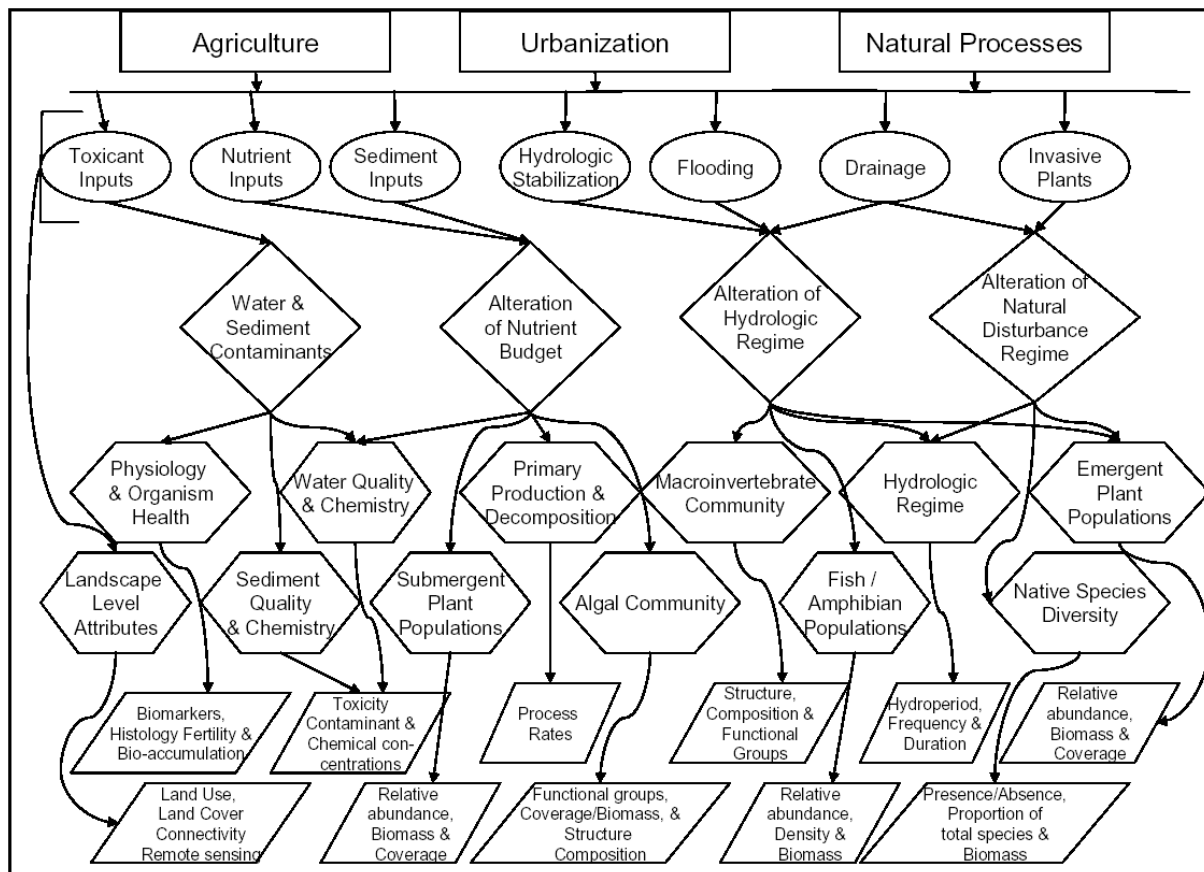 Agriculture
Urbanization
Natural Processes
Toxicant
Inputs
Nutrient
Inputs
Sediment
Inputs
Hydrologic
Stabilization
Flooding
Drainage
Invasive
Plants
Water &
Sediment
Contaminants
Alteration
of Nutrient
Budget
Alteration of
Hydrologic
Regime
Alteration of
Natural
Disturbance
Regime
Physiology
& Organism
Health
Water Quality
& Chemistry
Primary
Production &
Decomposition
Macroinvertebrate
Community
Hydrologic
Regime
Emergent
Plant
Populations
Landscape
Level
Attributes
Sediment
Quality
& Chemistry
Submergent
Plant
Populations
Algal Community
Fish /
Amphibian
Populations
Native Species
Diversity
Biomarkers,
Histology Fertility &
Bio-accumulation
Toxicity
Contaminant &
Chemical con-
centrations
Process
Rates
Structure,
Composition &
Functional
Groups
Hydroperiod,
Frequency &
Duration
Relative
abundance,
Biomass &
Coverage
Land Use,
Land Cover
Connectivity
Remote sensing
Relative
abundance,
Biomass &
Coverage
Functional groups,
Coverage/Biomass, &
Structure
Composition
Relative
abundance,
Density &
Biomass
Presence/Absence,
Proportion of
total species &
Biomass